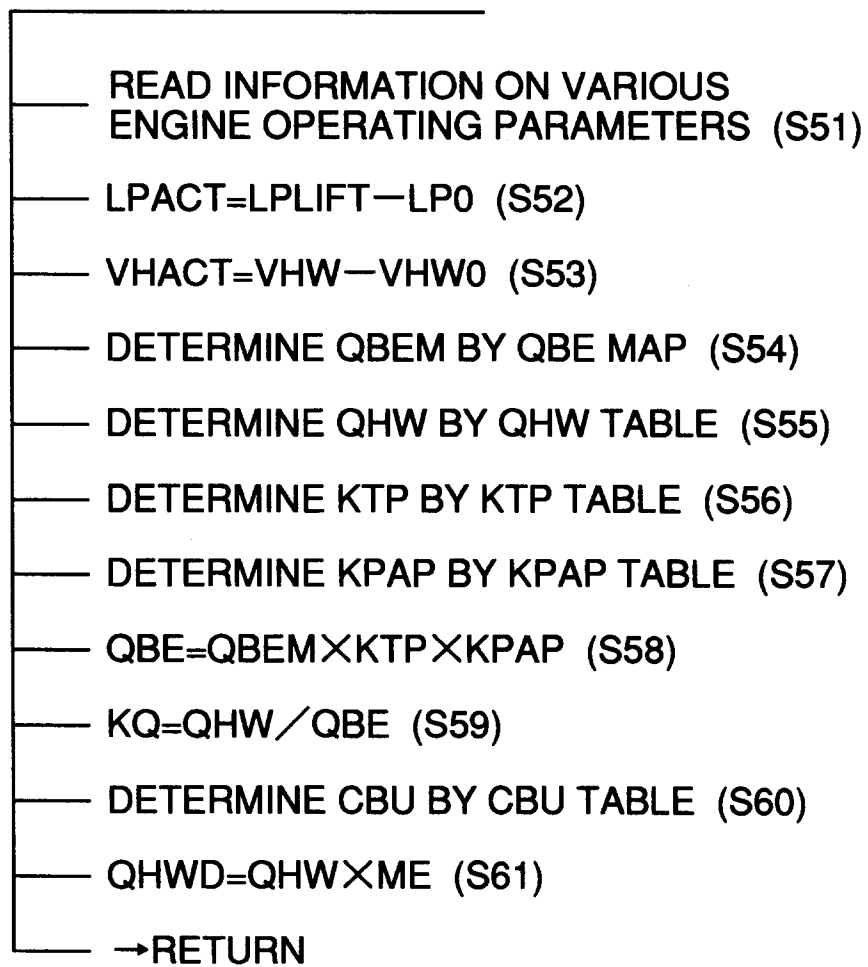 READ INFORMATION ON VARIOUS
ENGINE OPERATING PARAMETERS (S51)
LPACT=LPLIFT−LP0 (S52)
VHACT=VHW−VHW0 (S53)
DETERMINE QBEM BY QBE MAP (S54)
DETERMINE QHW BY QHW TABLE (S55)
DETERMINE KTP BY KTP TABLE (S56)
DETERMINE KPAP BY KPAP TABLE (S57)
QBE=QBEM×KTP×KPAP (S58)
KQ=QHW/QBE (S59)
DETERMINE CBU BY CBU TABLE (S60)
QHWD=QHW×ME (S61)
→RETURN